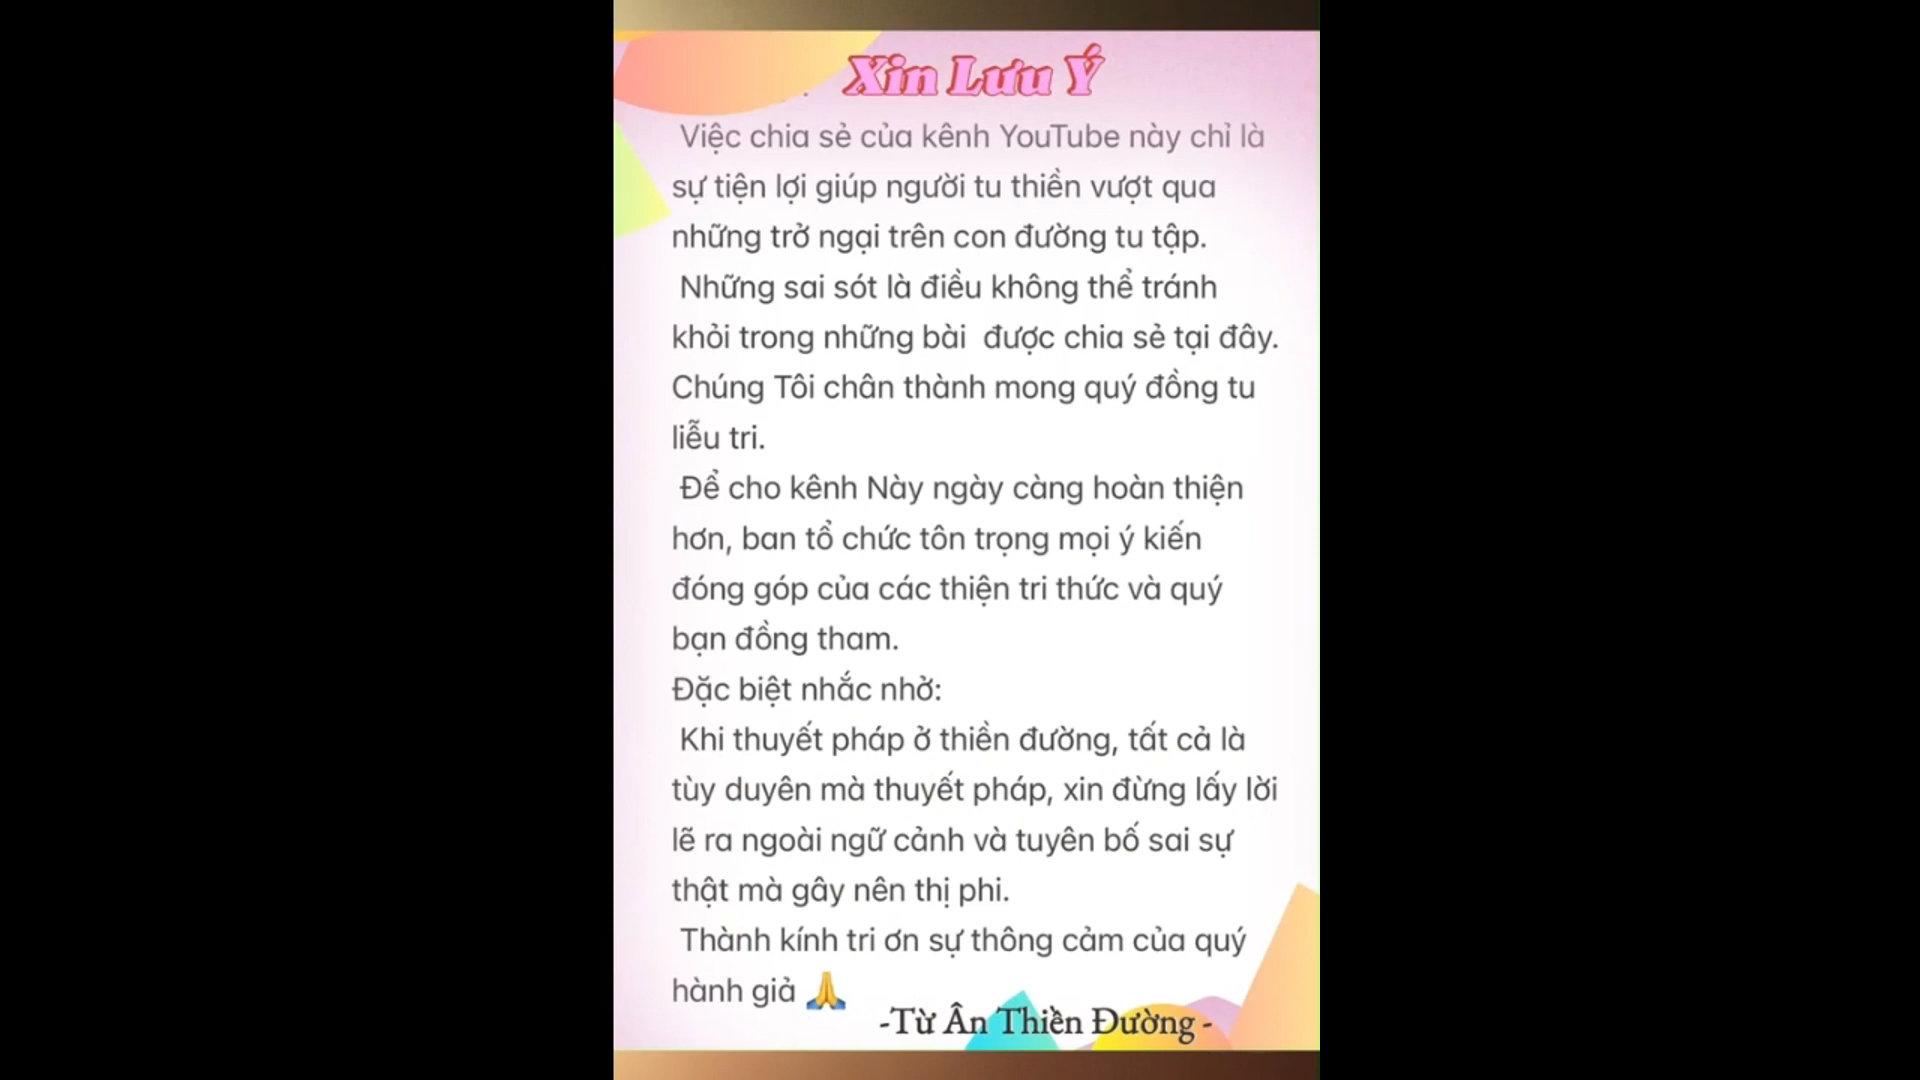 Xin Lưu Ý
Việc chia sẻ của kênh YouTube này chỉ là
sự tiện lợi giúp người tu thiền vượt qua
những trở ngại trên con đường tu tập.
Những sai sót là điều không thể tránh
khỏi trong những bài  được chia sẻ tại đây.
Chúng Tôi chân thành mong quý đồng tu
liễu tri.
Để cho kênh Này ngày càng hoàn thiện
hơn, ban tổ chức tôn trọng mọi ý kiến
đóng góp của các thiện tri thức và quý
bạn đồng tham.
Đặc biệt nhắc nhở:
Khi thuyết pháp ở thiền đường, tất cả là
tùy duyên mà thuyết pháp, xin đừng lấy lời
lẽ ra ngoài ngữ cảnh và tuyên bố sai sự
thật mà gây nên thị phi.
Thành kính tri ơn sự thông cảm của quý
hành giả 🙏
-Từ Ân Thiền Đường -